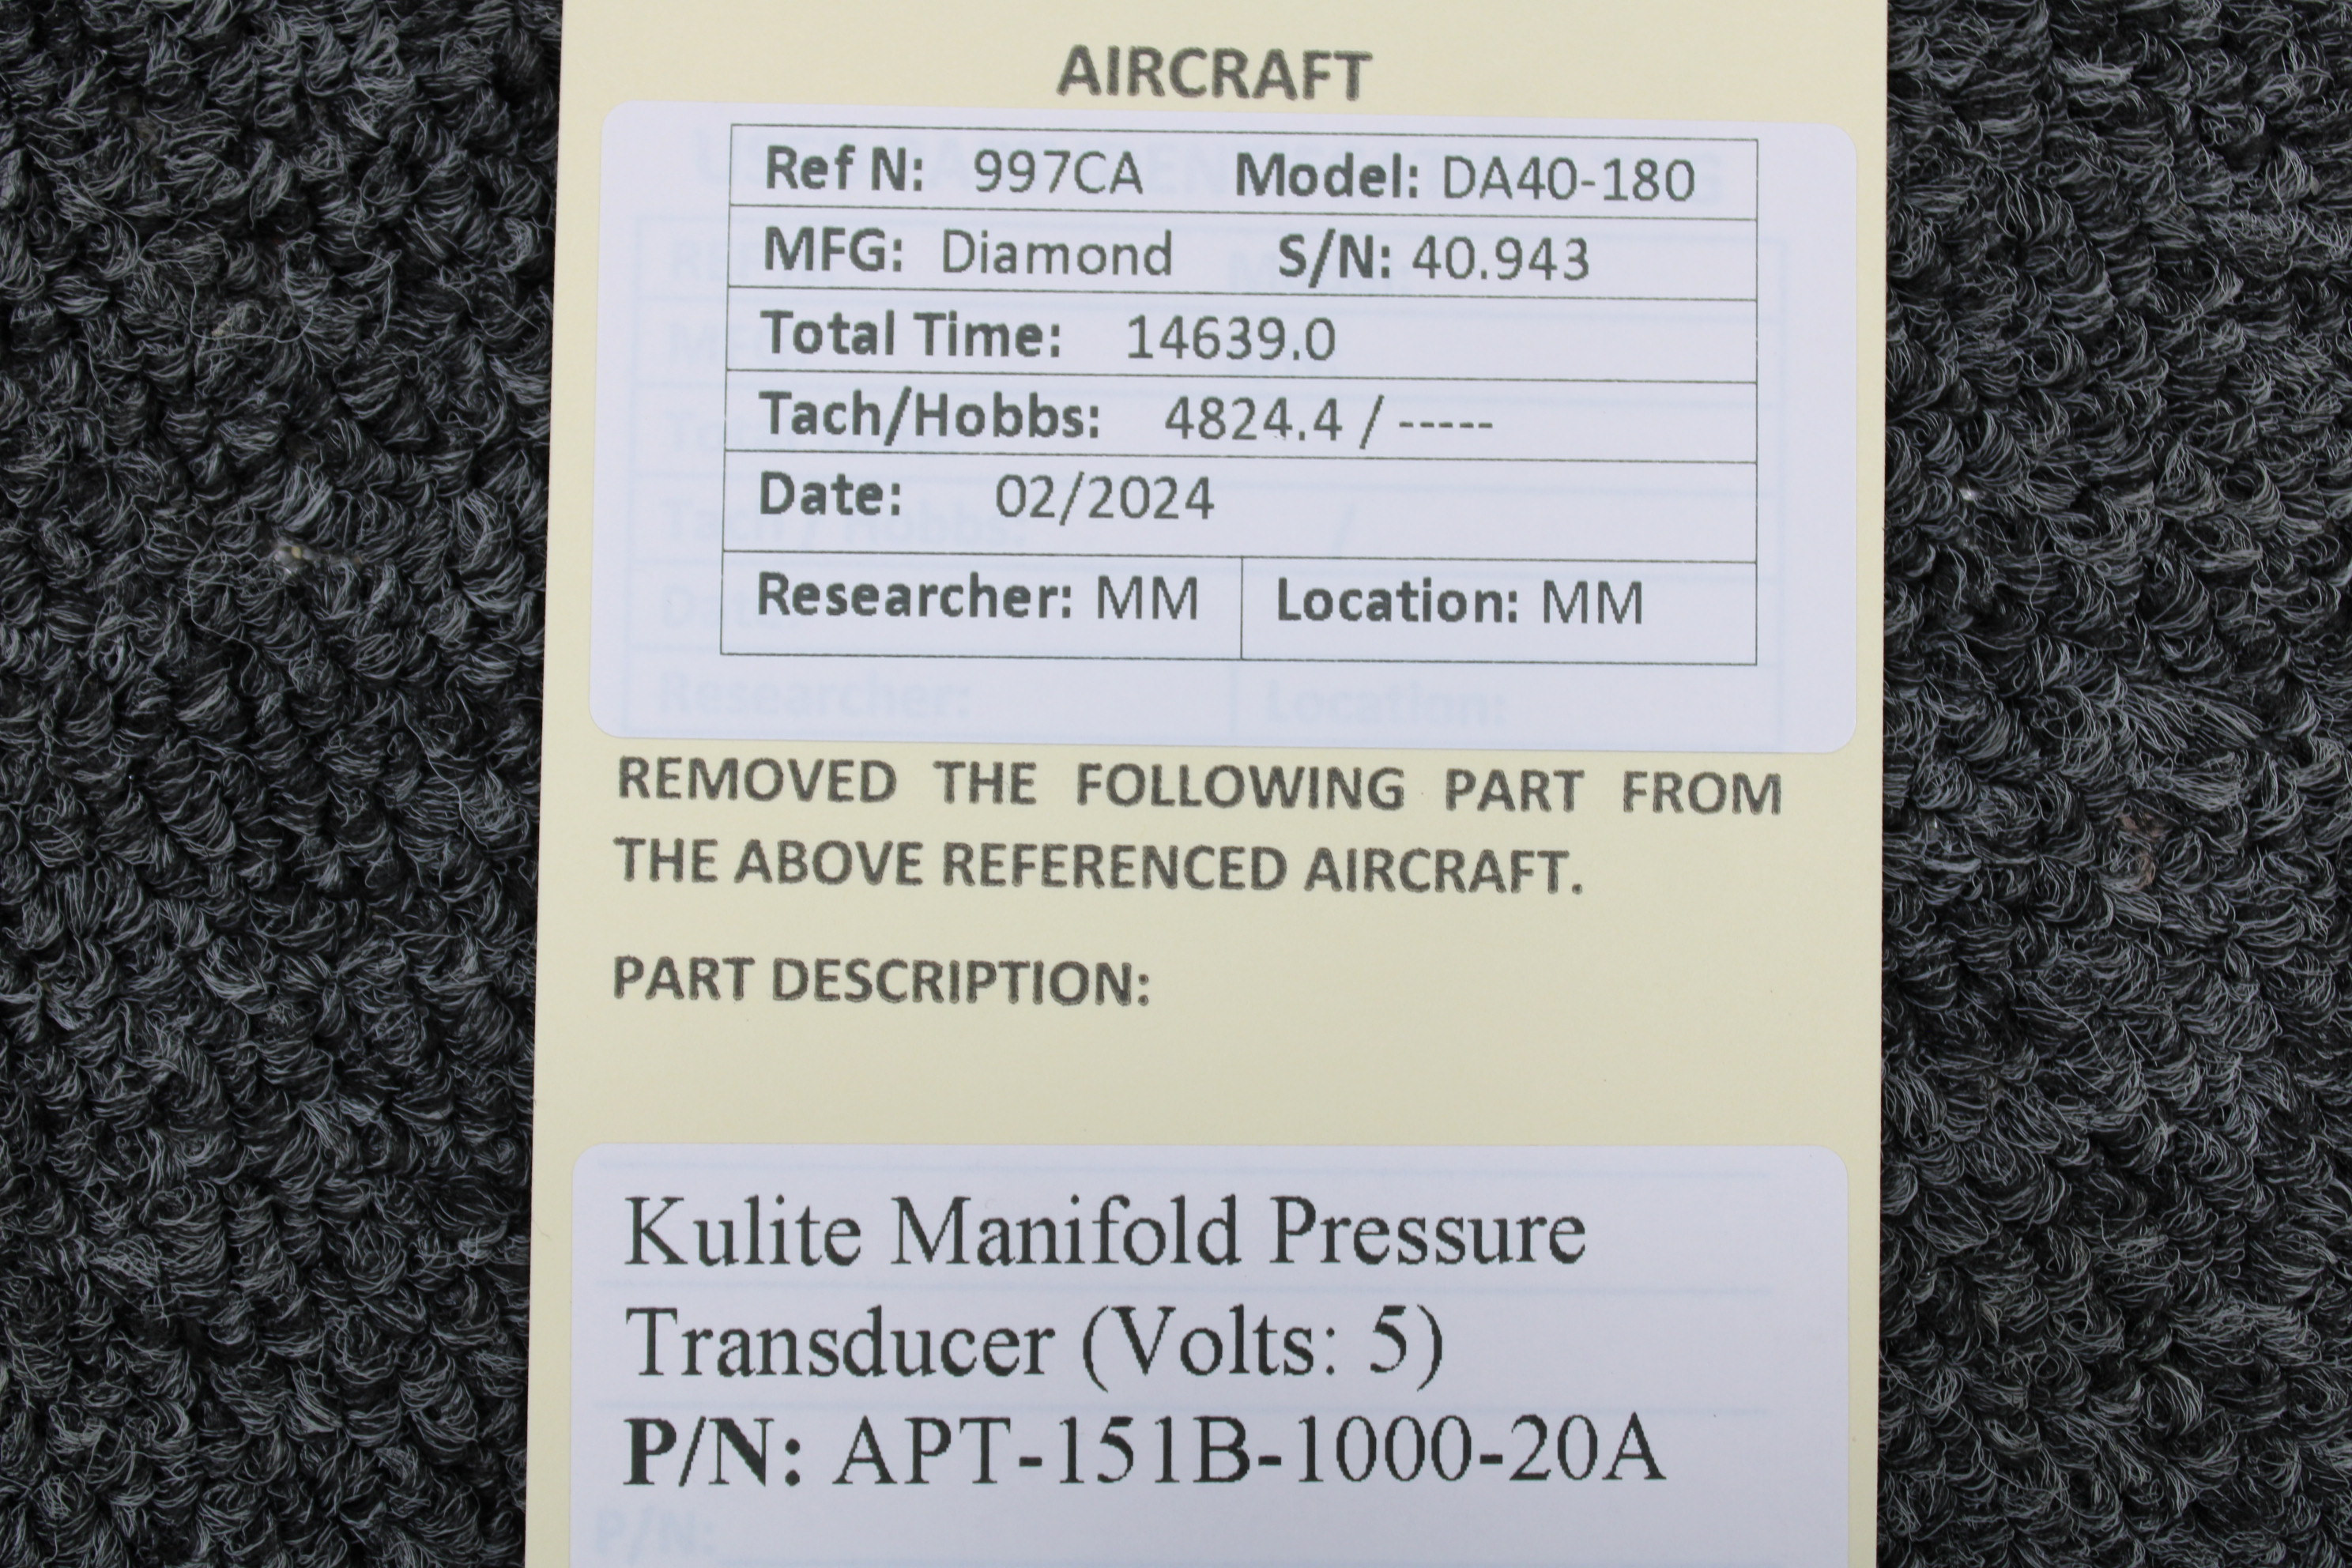 AIRCRAFT
Ref N: 997CA Model: DA40-180
MFG: Diamond S/N: 40.943
Total Time: 14639.0
Tach/Hobbs: 4824.4 / -----
Date: 02/2024
Researcher: MM Location: MM
Researcher: Location:
REMOVED THE FOLLOWING PART FROM
THE ABOVE REFERENCED AIRCRAFT.
PART DESCRIPTION:
Kulite Manifold Pressure
Transducer (Volts: 5)
P/N: APT-151B-1000-20A
P/N: